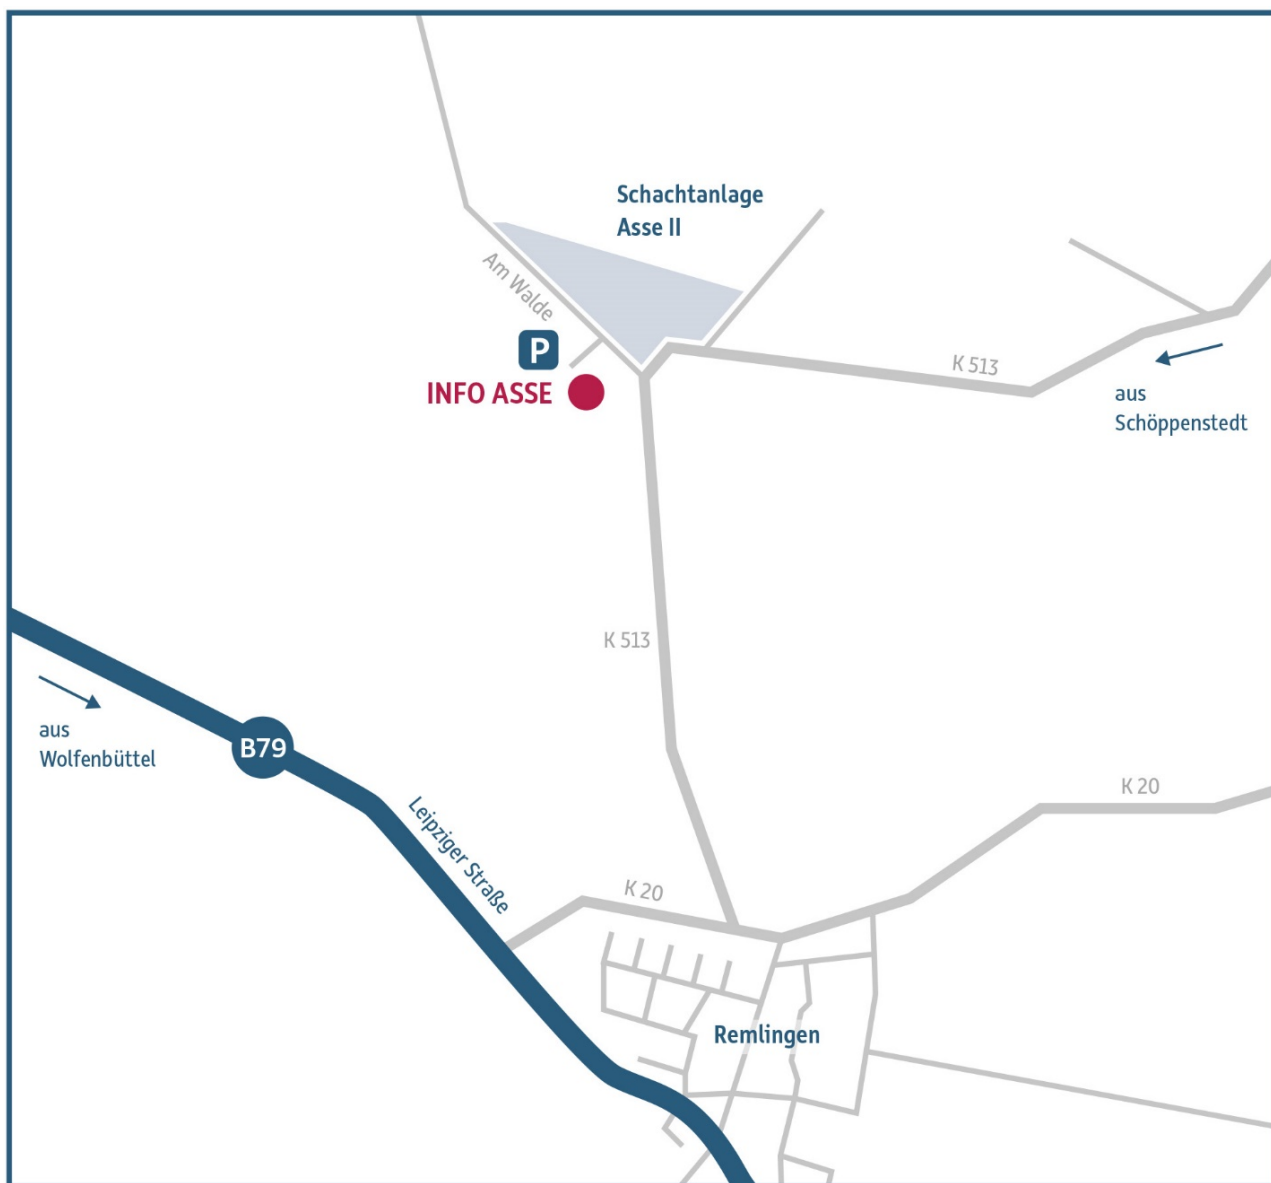 Schachtanlage
Asse II
Am Walde
P
INFO ASSE
K 513
aus
Schöppenstedt
K 513
aus
Wolfenbüttel
B79
Leipziger Straße
K 20
K 20
Remlingen